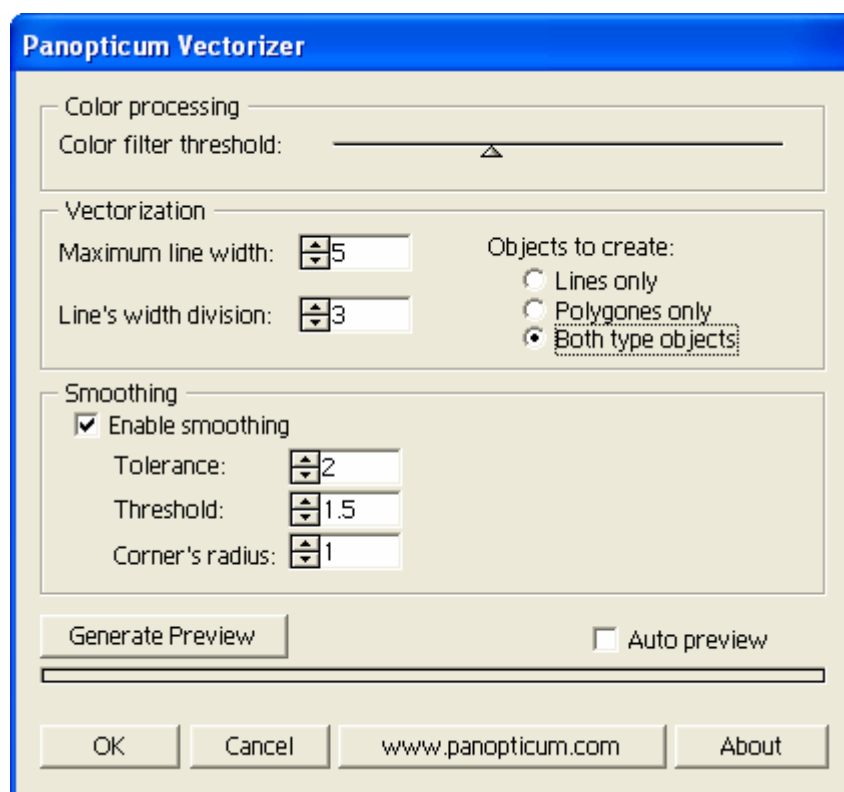 Panopticum Vectorizer
Color processing
Color filter threshold:
Vectorization
Maximum line width: 5
Line's width division: 3
Objects to create:
Lines only
Polygones only
Both type objects
Smoothing
Enable smoothing
Tolerance: 2
Threshold: 1.5
Corner's radius: 1
Generate Preview
Auto preview
OK
Cancel
www.panopticum.com
About